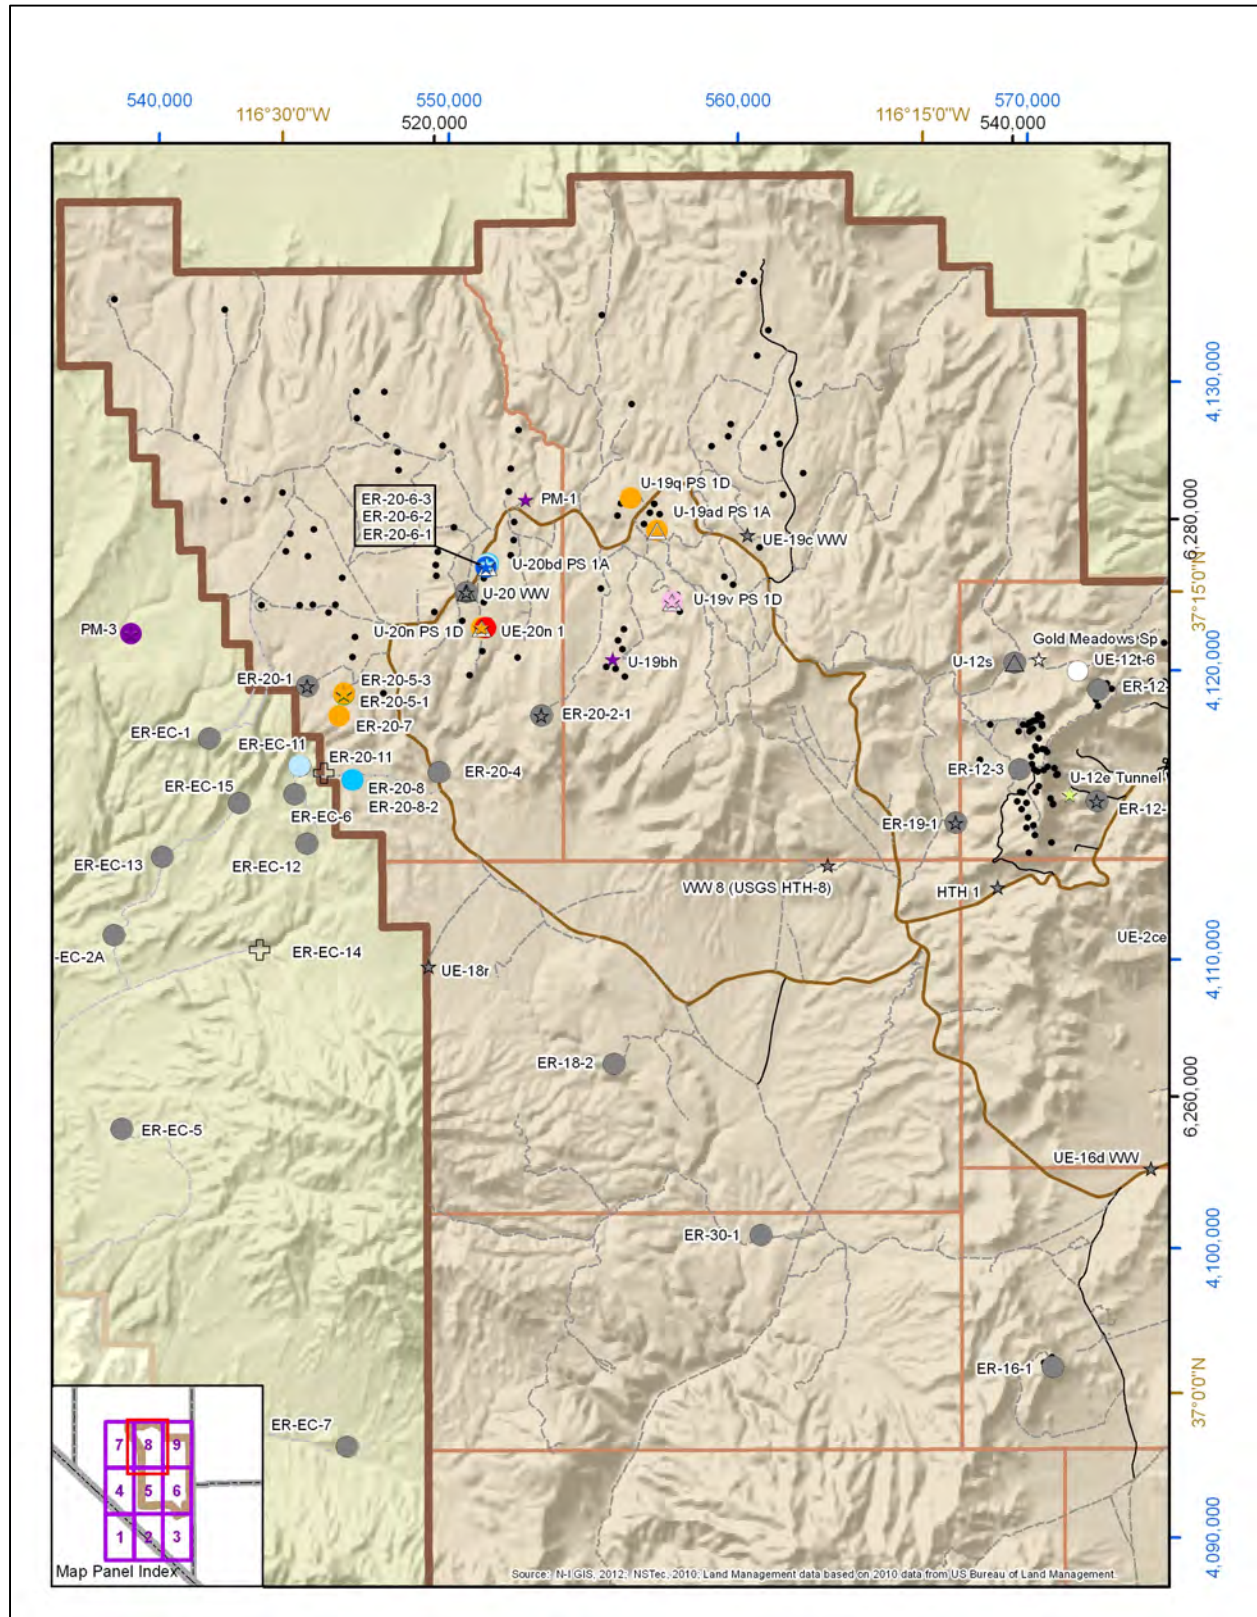 540,000
550,000
560,000
570,000
116°30'0"W
116°15'0"W
520,000
540,000
4,130,000
U-19q PS 1D
ER-20-6-3
ER-20-6-2
ER-20-6-1
PM-1
U-19ad PS 1A
6,280,000
UE-19c WW
U-20bd PS 1A
U-20 WW
U-19v PS 1D
37°15'0"N
PM-3
U-20n PS 1D
UE-20n 1
Gold Meadows Sp
U-12s
UE-12t-6
U-19bh
4,120,000
ER-20-1
ER-20-5-3
ER-20-5-1
ER-12-
ER-20-7
ER-20-2-1
ER-EC-1
ER-EC-11
ER-20-11
ER-20-4
ER-12-3
U-12e Tunnel
ER-EC-15
ER-20-8
ER-20-8-2
ER-EC-6
ER-12-
ER-19-1
ER-EC-13
ER-EC-12
WW 8 (USGS HTH-8)
HTH 1
-EC-2A
ER-EC-14
UE-2ce
UE-18r
4,110,000
ER-18-2
6,260,000
ER-EC-5
UE-16d WW
ER-30-1
4,100,000
ER-16-1
37°0'0"N
ER-EC-7
7 8 9
4 5 6
1 2 3
4,090,000
Map Panel Index
Source: N-I GIS, 2012; NSTec, 2010; Land Management data based on 2010 data from US Bureau of Land Management.